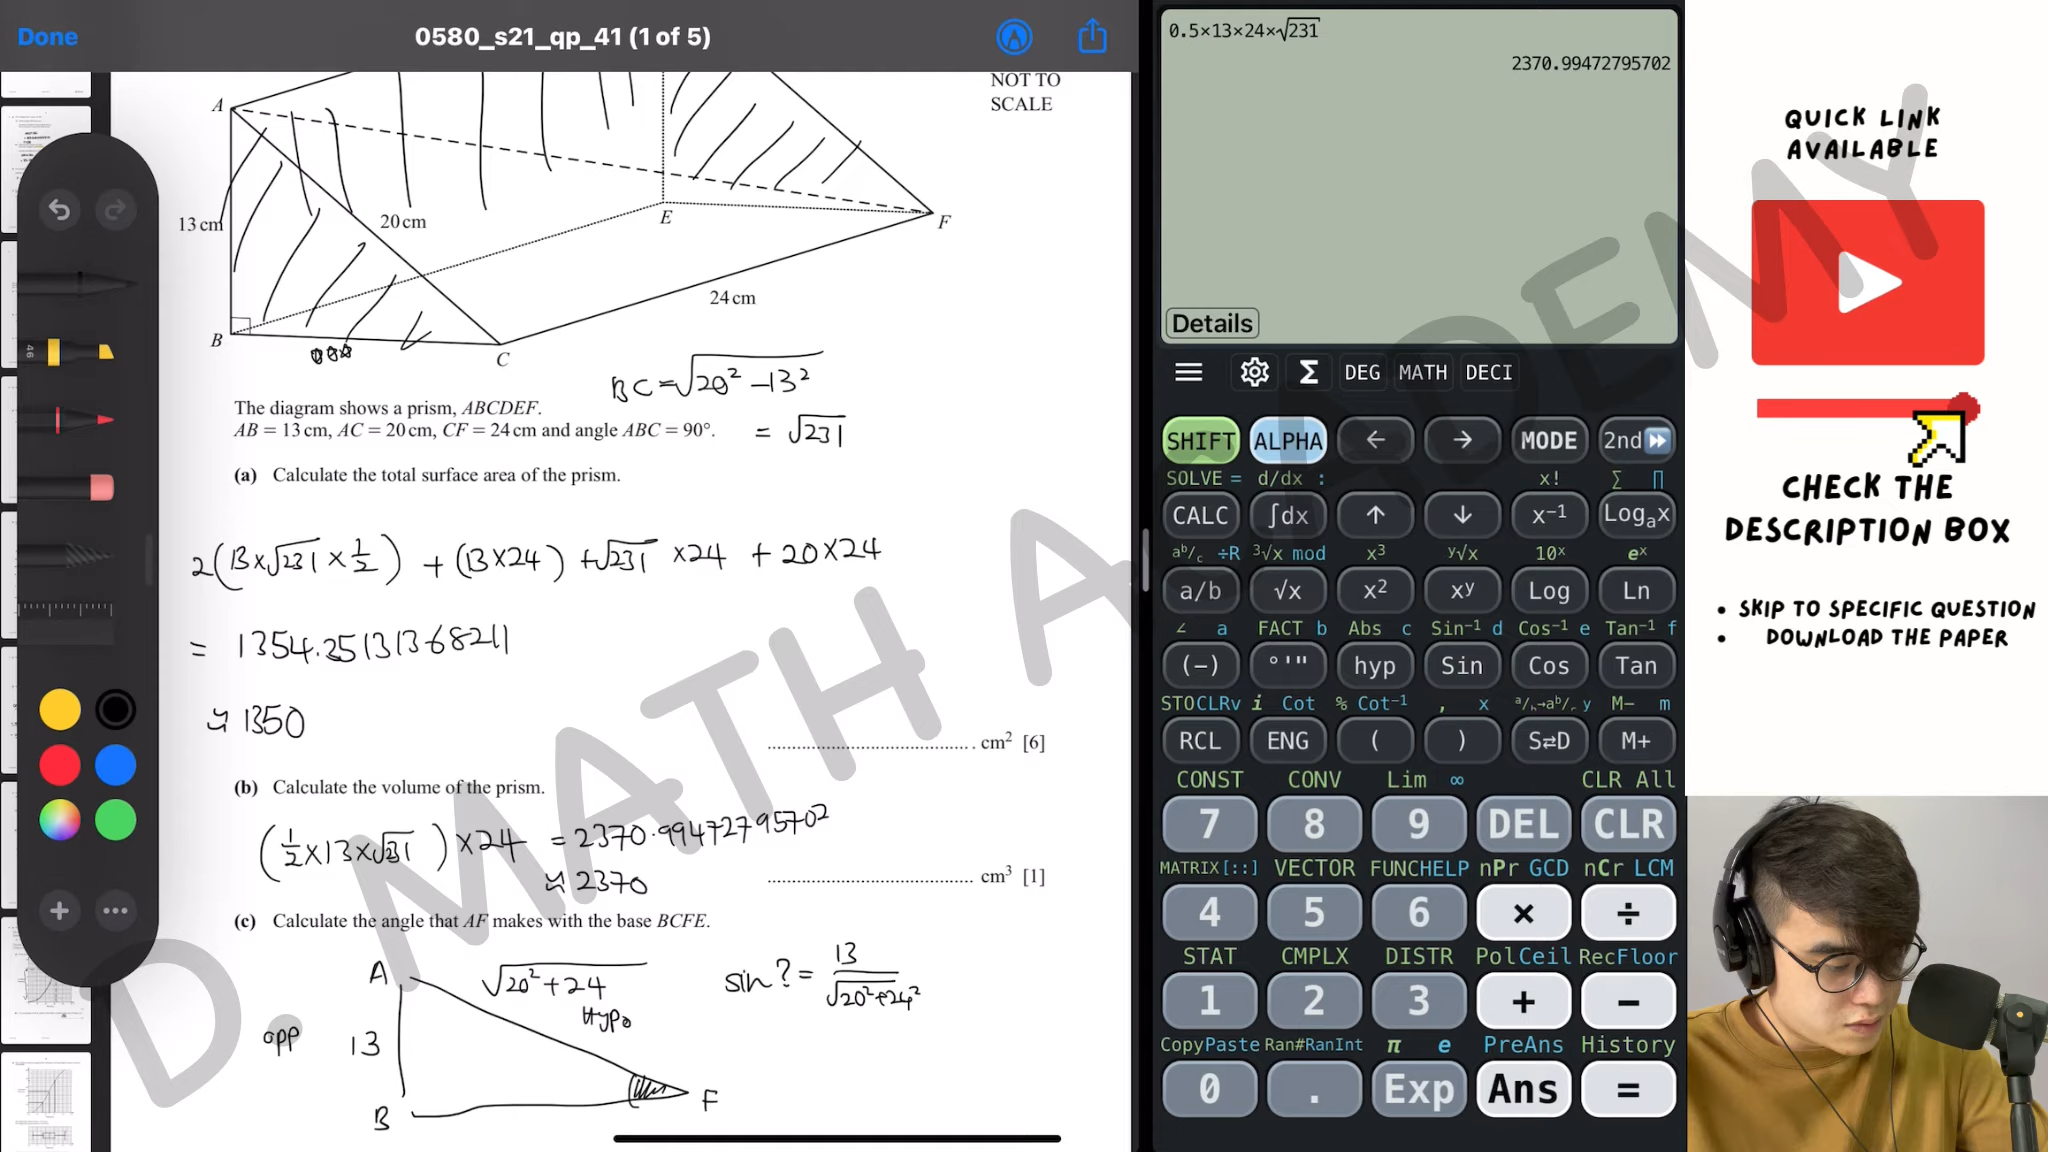 Done
0580_s21_qp_41 (1 of 5)
NOT TO
SCALE
A
13 cm
20 cm
E
F
24 cm
B
C
BC = √20² − 13²
= √231
The diagram shows a prism, ABCDEF.
AB = 13 cm, AC = 20 cm, CF = 24 cm and angle ABC = 90°.
(a) Calculate the total surface area of the prism.
2(13×√231 × 1/2) + (13×24) + √231 ×24 + 20×24
= 1354.25131368211
≈ 1350
cm² [6]
(b) Calculate the volume of the prism.
(1/2×13×√231)×24 = 2370.99472795702
≈ 2370
cm³ [1]
(c) Calculate the angle that AF makes with the base BCFE.
A
√20²+24
Hypo
opp
13
B
F
sin? = 13/√20²+24²
D. MATH ACADEMY
46
0.5×13×24×√231
2370.99472795702
Details
DEG MATH DECI
SHIFT ALPHA ← → MODE 2nd
SOLVE = d/dx : x! ∑ ∏
CALC ∫dx ↑ ↓ x⁻¹ Logₐx
aᵇ/c ÷R ³√x mod x³ ʸ√x 10ˣ eˣ
a/b √x x² xʸ Log Ln
∠ a FACT b Abs c Sin⁻¹ d Cos⁻¹ e Tan⁻¹ f
(−) °'" hyp Sin Cos Tan
STO CLRv i Cot % Cot⁻¹ , x y M− m
RCL ENG ( ) S⇄D M+
CONST CONV Lim ∞ CLR All
7 8 9 DEL CLR
MATRIX[::] VECTOR FUNC HELP nPr GCD nCr LCM
4 5 6 × ÷
STAT CMPLX DISTR Pol Ceil Rec Floor
1 2 3 + −
Copy Paste Ran# RanInt π e PreAns History
0 . Exp Ans =
QUICK LINK
AVAILABLE
CHECK THE
DESCRIPTION BOX
• SKIP TO SPECIFIC QUESTION
• DOWNLOAD THE PAPER